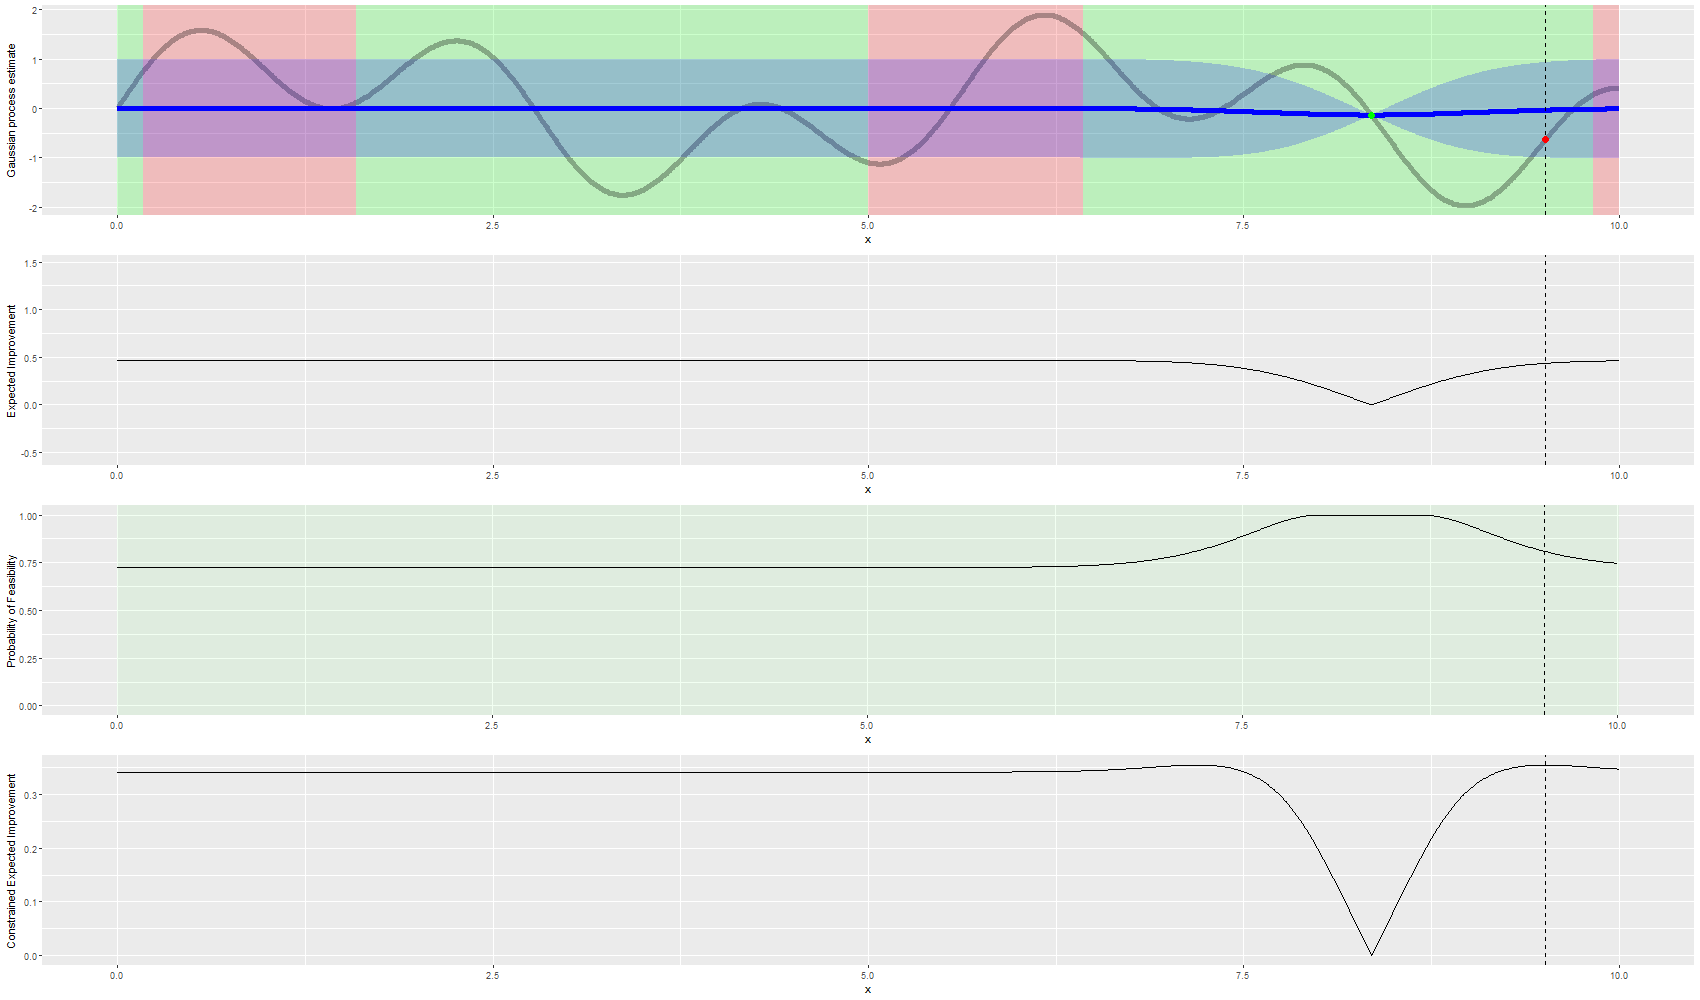 Gaussian process estimate
2
1
0
-1
-2
0.0 2.5 5.0 7.5 10.0
x
Expected Improvement
1.5
1.0
0.5
0.0
-0.5
0.0 2.5 5.0 7.5 10.0
x
Probability of Feasibility
1.00
0.75
0.50
0.25
0.00
0.0 2.5 5.0 7.5 10.0
x
Constrained Expected Improvement
0.3
0.2
0.1
0.0
0.0 2.5 5.0 7.5 10.0
x